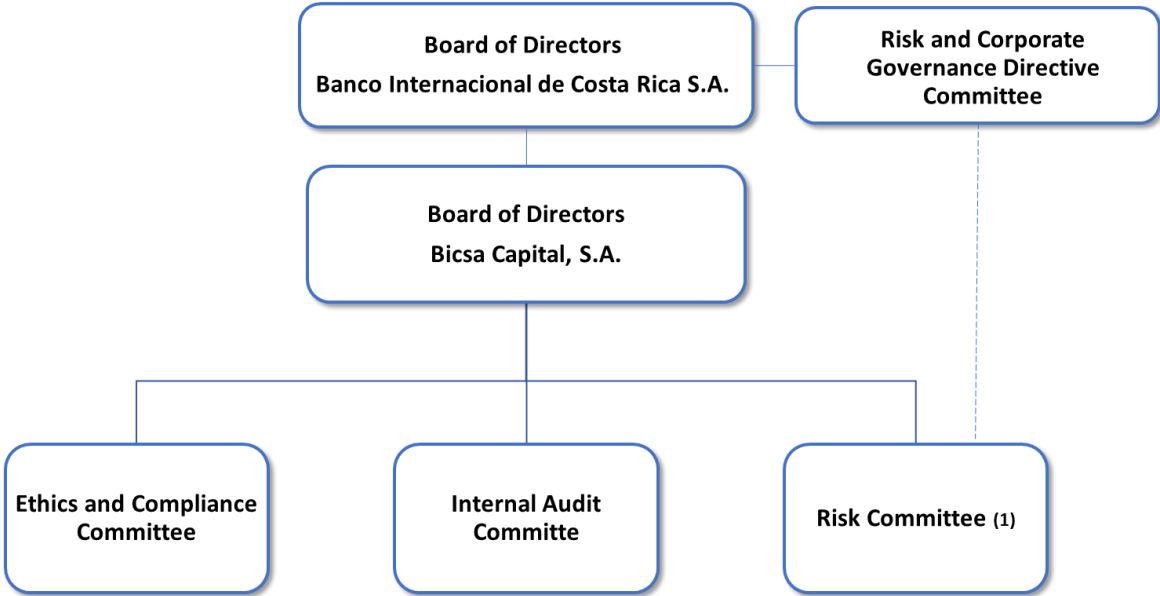 Board of Directors
Banco Internacional de Costa Rica S.A.
Risk and Corporate
Governance Directive
Committee
Board of Directors
Bicsa Capital, S.A.
Ethics and Compliance
Committee
Internal Audit
Committe
Risk Committee (1)